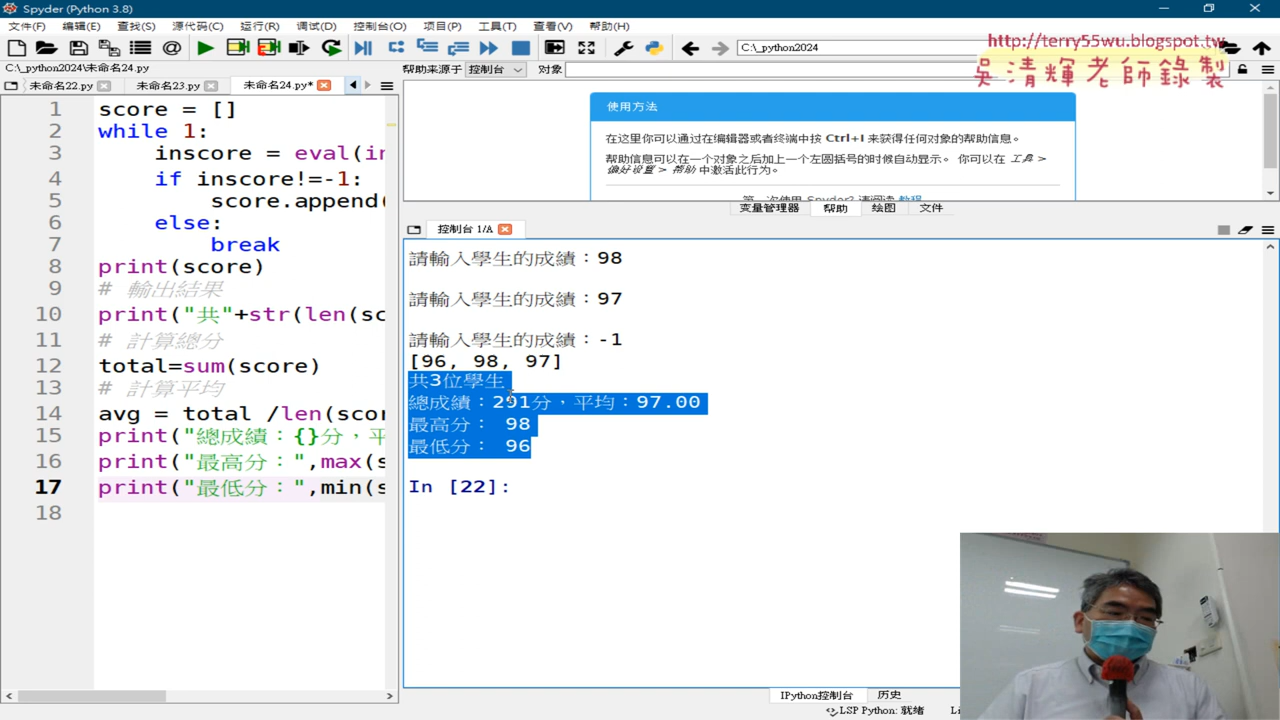 Spyder (Python 3.8)
文件(F) 编辑(E) 查找(S) 源代码(C) 运行(R) 调试(D) 控制台(O) 项目(P) 工具(T) 查看(V) 帮助(H)
C:\_python2024
http://terry55wu.blogspot.tw
吳清輝老師錄製
C:\_python2024\未命名24.py
帮助来源于 控制台 对象
未命名22.py 未命名23.py 未命名24.py*
1 score = []
2 while 1:
3 inscore = eval(in
4 if inscore!=-1:
5 score.append(
6 else:
7 break
8 print(score)
9 # 輸出結果
10 print("共"+str(len(sc
11 # 計算總分
12 total=sum(score)
13 # 計算平均
14 avg = total /len(scor
15 print("總成績：{}分，平
16 print("最高分：",max(s
17 print("最低分：",min(s
18
使用方法
在这里你可以通过在编辑器或者终端中按 Ctrl+I 来获得任何对象的帮助信息。
帮助信息可以在一个对象之后加上一个左圆括号的时候自动显示。 你可以在 工具 >
偏好设置 > 帮助 中激活此行为。
第一次使用 Spyder? 请阅读 教程
变量管理器 帮助 绘图 文件
控制台 1/A
請輸入學生的成績：98
請輸入學生的成績：97
請輸入學生的成績：-1
[96, 98, 97]
共3位學生
總成績：291分，平均：97.00
最高分： 98
最低分： 96
In [22]:
IPython控制台 历史
LSP Python: 就绪